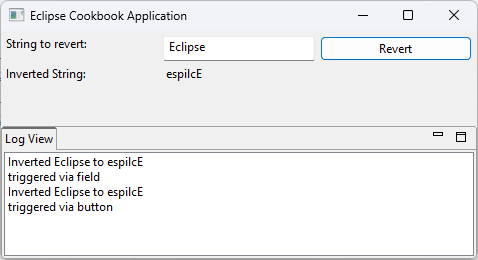 Eclipse Cookbook Application
String to revert:
Eclipse
Revert
Inverted String:
espilcE
Log View
Inverted Eclipse to espilcE
triggered via field
Inverted Eclipse to espilcE
triggered via button